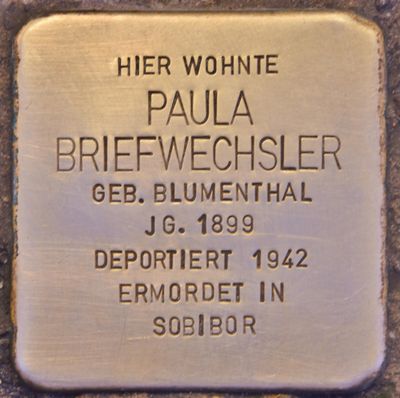 HIER WOHNTE
PAULA
BRIEFWECHSLER
GEB. BLUMENTHAL
JG. 1899
DEPORTIERT 1942
ERMORDET IN
SOBIBOR